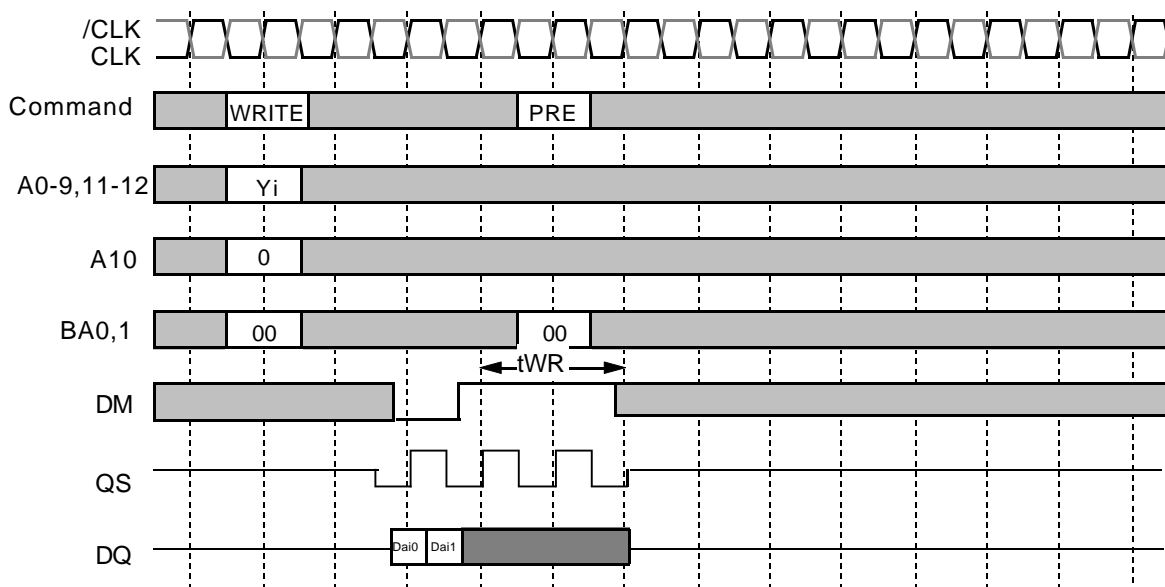 /CLK
CLK
Command WRITE PRE
A0-9,11-12 Yi
A10 0
BA0,1 00 00
tWR
DM
QS
DQ Dai0 Dai1